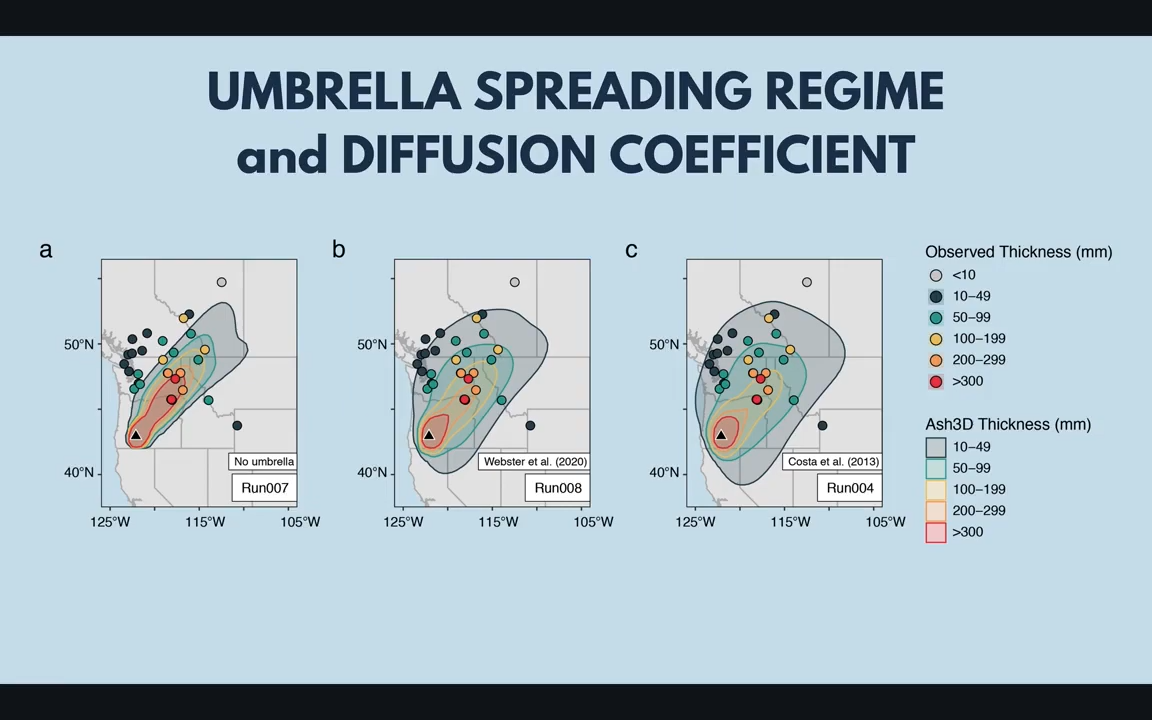 UMBRELLA SPREADING REGIME
and DIFFUSION COEFFICIENT
a
50°N
40°N
No umbrella
Run007
125°W 115°W 105°W
b
50°N
40°N
Webster et al. (2020)
Run008
125°W 115°W 105°W
c
50°N
40°N
Costa et al. (2013)
Run004
125°W 115°W 105°W
Observed Thickness (mm)
<10
10–49
50–99
100–199
200–299
>300
Ash3D Thickness (mm)
10–49
50–99
100–199
200–299
>300